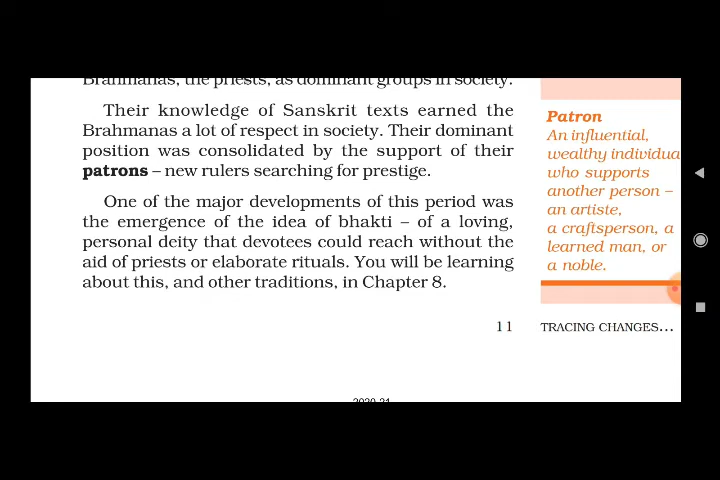 Brahmanas, the priests, as dominant groups in society.
Their knowledge of Sanskrit texts earned the
Brahmanas a lot of respect in society. Their dominant
position was consolidated by the support of their
patrons – new rulers searching for prestige.
One of the major developments of this period was
the emergence of the idea of bhakti – of a loving,
personal deity that devotees could reach without the
aid of priests or elaborate rituals. You will be learning
about this, and other traditions, in Chapter 8.
Patron
An influential,
wealthy individua
who supports
another person –
an artiste,
a craftsperson, a
learned man, or
a noble.
11
TRACING CHANGES...
2020-21